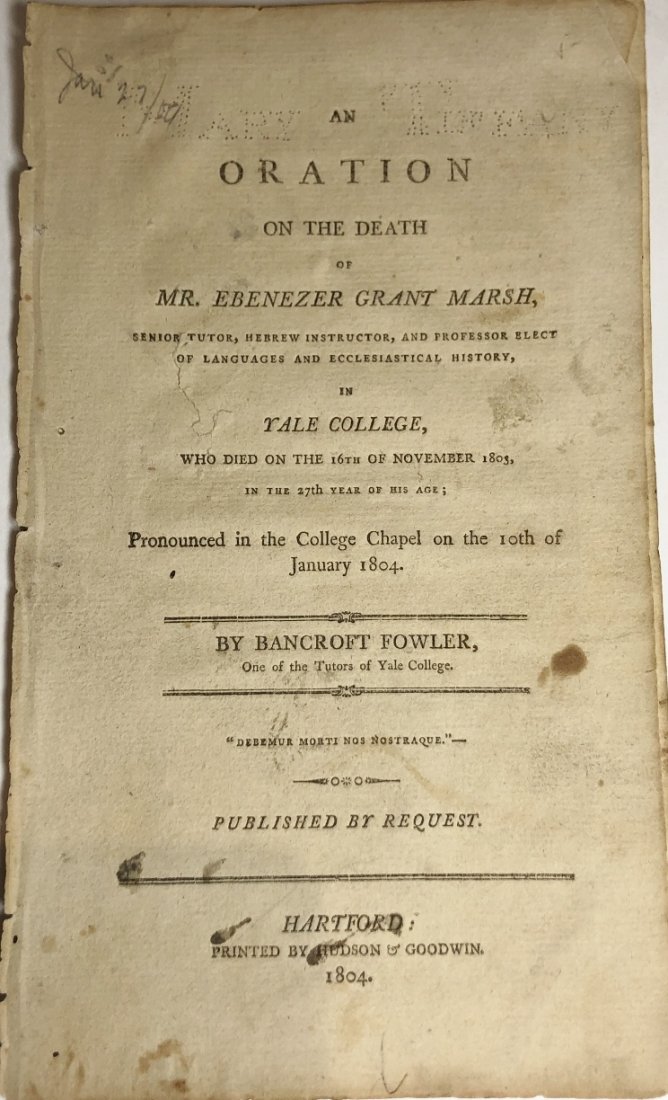 AN
ORATION
ON THE DEATH
OF
MR. EBENEZER GRANT MARSH,
SENIOR TUTOR, HEBREW INSTRUCTOR, AND PROFESSOR ELECT
OF LANGUAGES AND ECCLESIASTICAL HISTORY,
IN
YALE COLLEGE,
WHO DIED ON THE 16TH OF NOVEMBER 1803,
IN THE 27th YEAR OF HIS AGE;
Pronounced in the College Chapel on the 10th of
January 1804.
BY BANCROFT FOWLER,
One of the Tutors of Yale College.
"DEBEMUR MORTI NOS NOSTRAQUE."—
PUBLISHED BY REQUEST.
HARTFORD:
PRINTED BY HUDSON & GOODWIN.
1804.